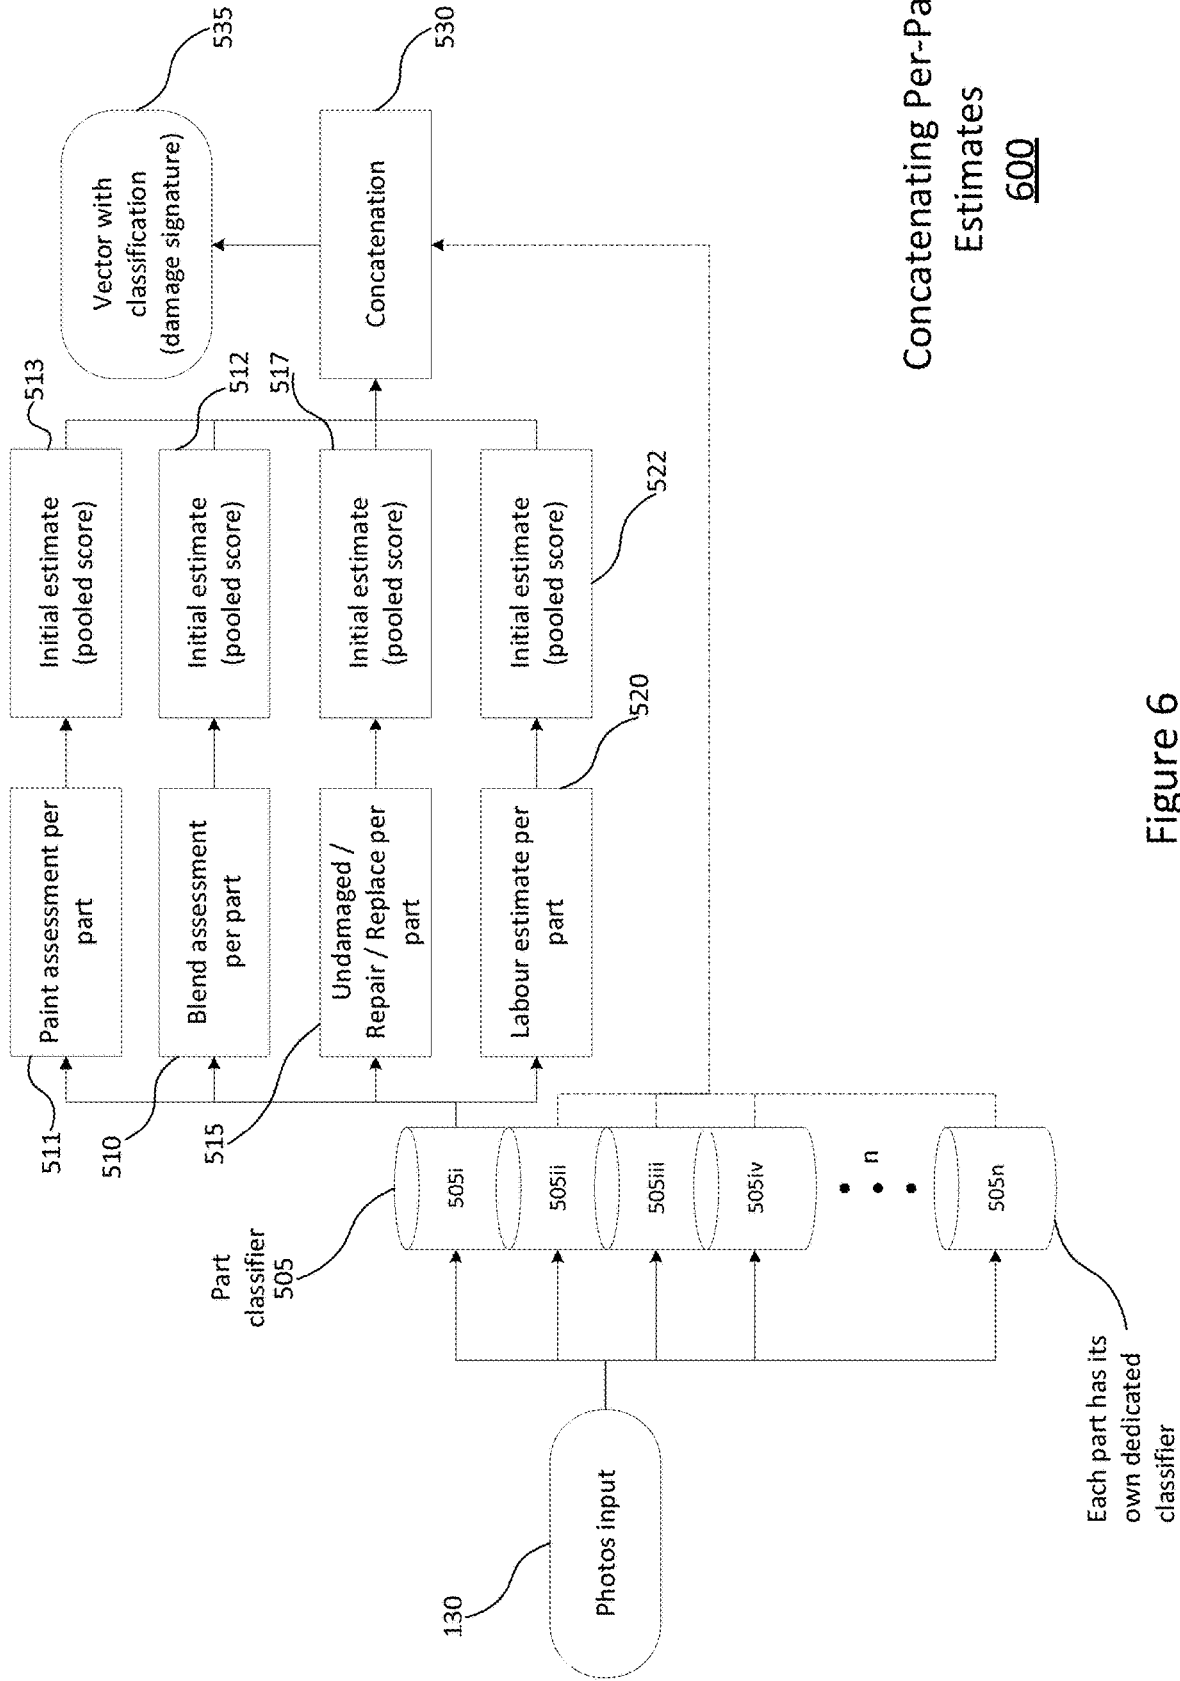 130
Photos input
Each part has its
own dedicated
classifier
Part
classifier
505
505i
505ii
505iii
505iv
n
505n
511
Paint assessment per
part
513
Initial estimate
(pooled score)
510
Blend assessment
per part
512
Initial estimate
(pooled score)
515
Undamaged /
Repair / Replace per
part
517
Initial estimate
(pooled score)
520
Labour estimate per
part
522
Initial estimate
(pooled score)
530
Concatenation
535
Vector with
classification
(damage signature)
Concatenating Per-Pa
Estimates
600
Figure 6